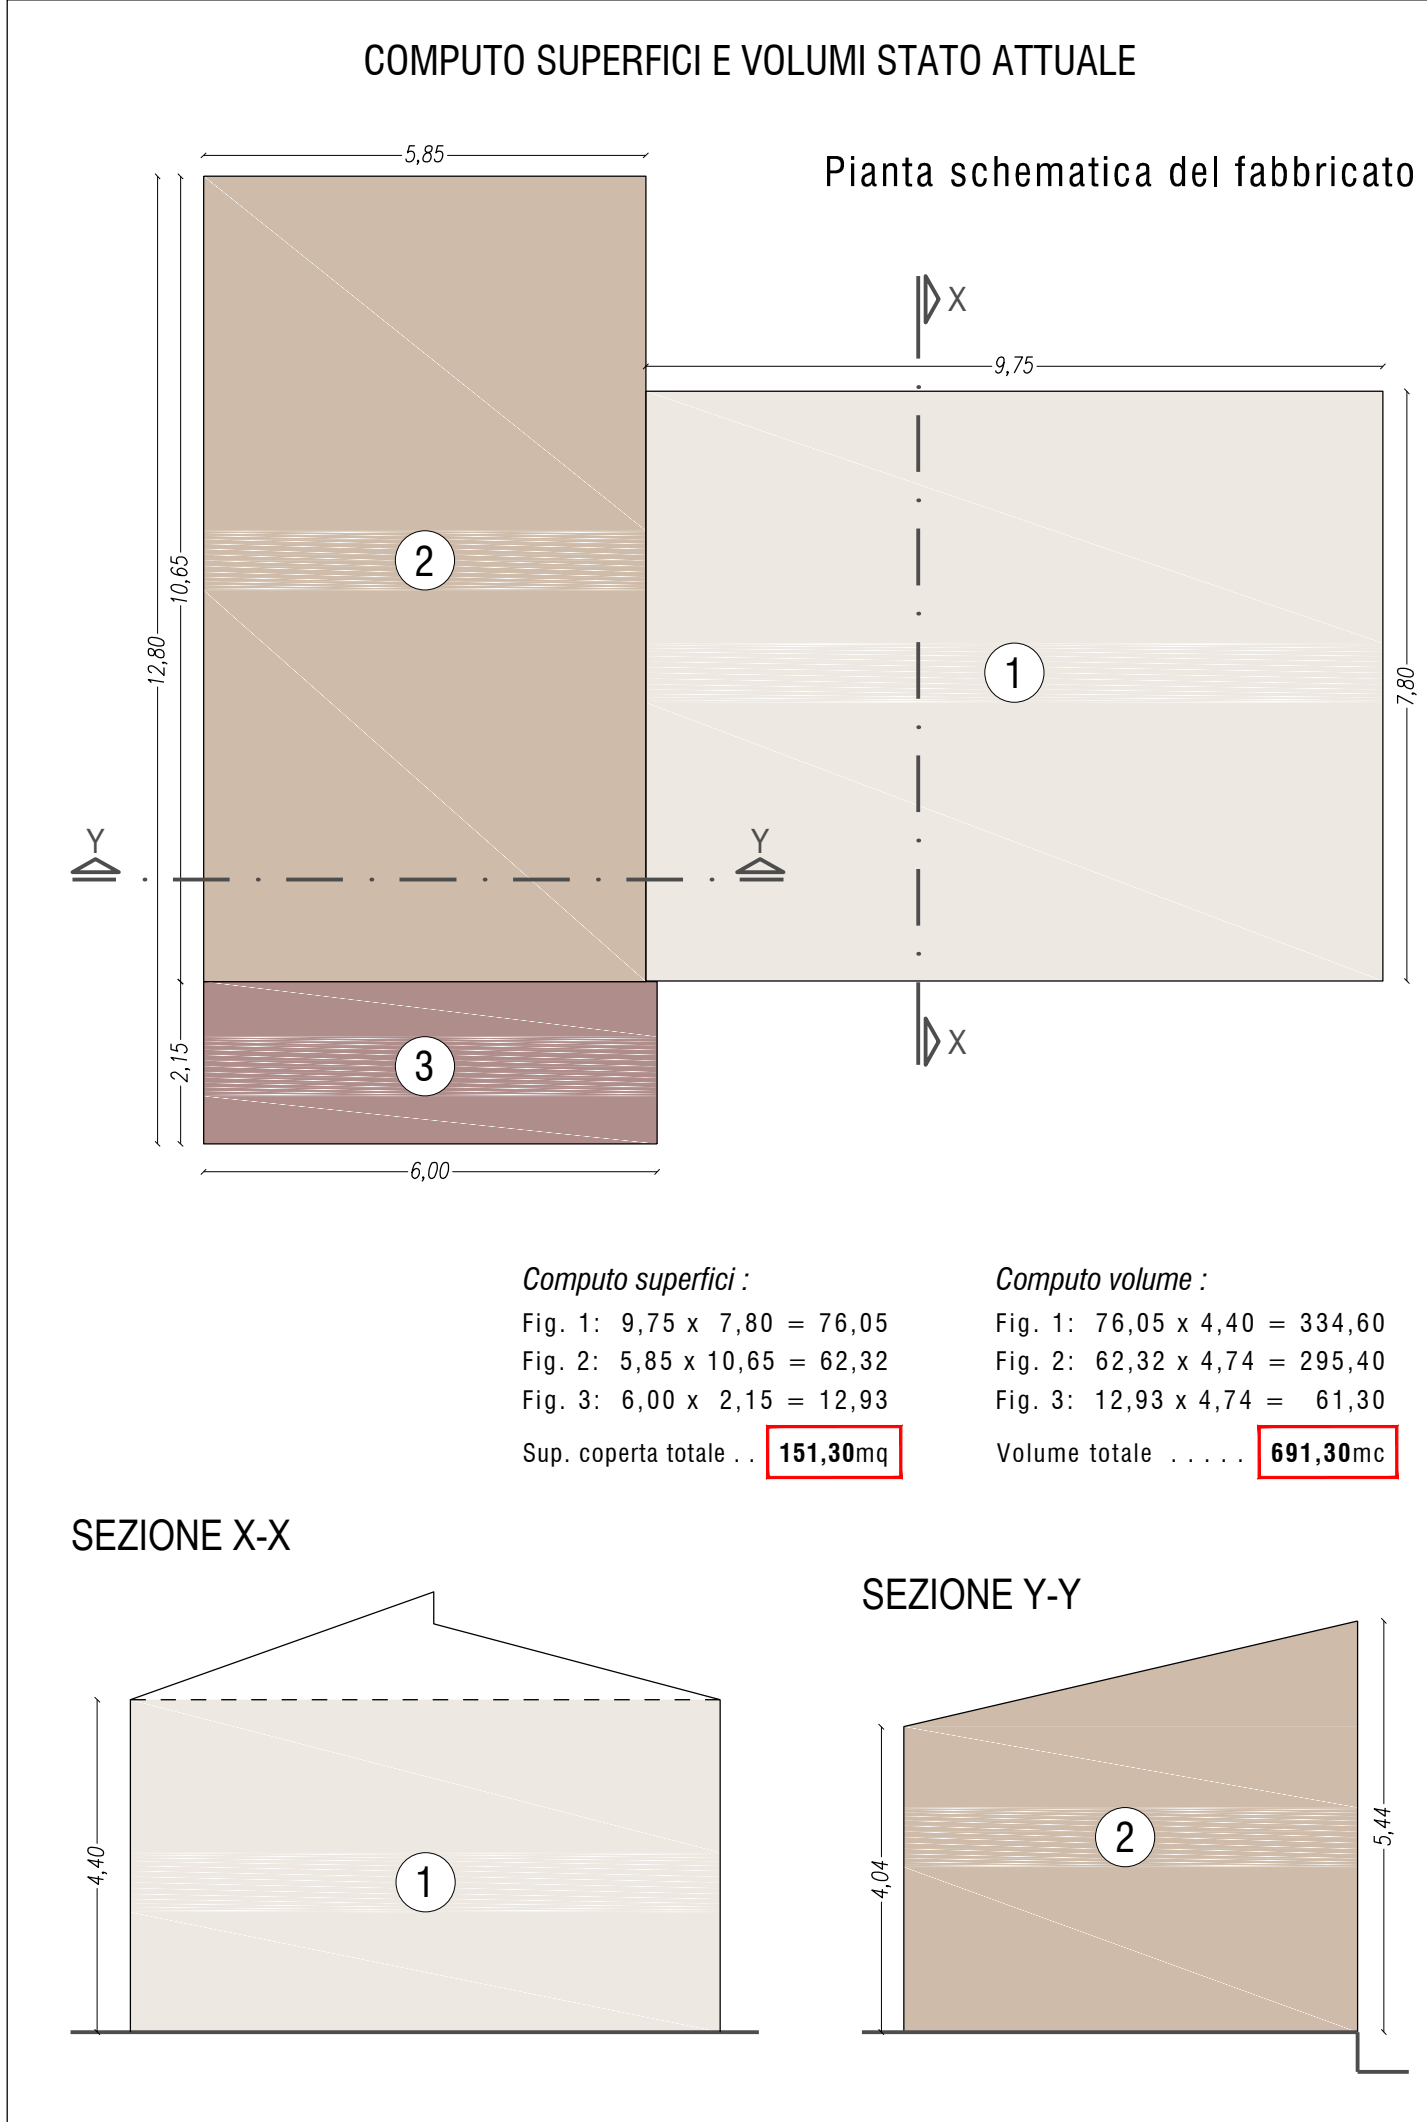 COMPUTO SUPERFICI E VOLUMI STATO ATTUALE
5,85
Pianta schematica del fabbricato
X
9,75
2
10,65
12,80
1
7,80
Y
Y
3
2,15
X
6,00
Computo superfici :
Fig. 1: 9,75 x 7,80 = 76,05
Fig. 2: 5,85 x 10,65 = 62,32
Fig. 3: 6,00 x 2,15 = 12,93
Sup. coperta totale . . 151,30mq
Computo volume :
Fig. 1: 76,05 x 4,40 = 334,60
Fig. 2: 62,32 x 4,74 = 295,40
Fig. 3: 12,93 x 4,74 = 61,30
Volume totale . . . . . 691,30mc
SEZIONE X-X
4,40
1
SEZIONE Y-Y
4,04
2
5,44